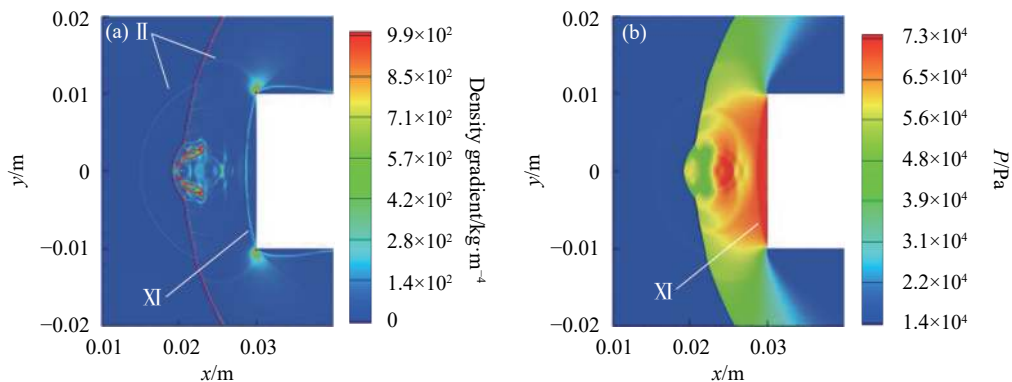 (a) Ⅱ
0.02
0.01
0
−0.01
−0.02
y/m
Ⅺ
0.01 0.02 0.03
x/m
9.9×10²
8.5×10²
7.1×10²
5.7×10²
4.2×10²
2.8×10²
1.4×10²
0
Density gradient/kg·m⁻⁴
(b)
0.02
0.01
0
−0.01
−0.02
y/m
Ⅺ
0.01 0.02 0.03
x/m
7.3×10⁴
6.5×10⁴
5.6×10⁴
4.8×10⁴
3.9×10⁴
3.1×10⁴
2.2×10⁴
1.4×10⁴
P/Pa